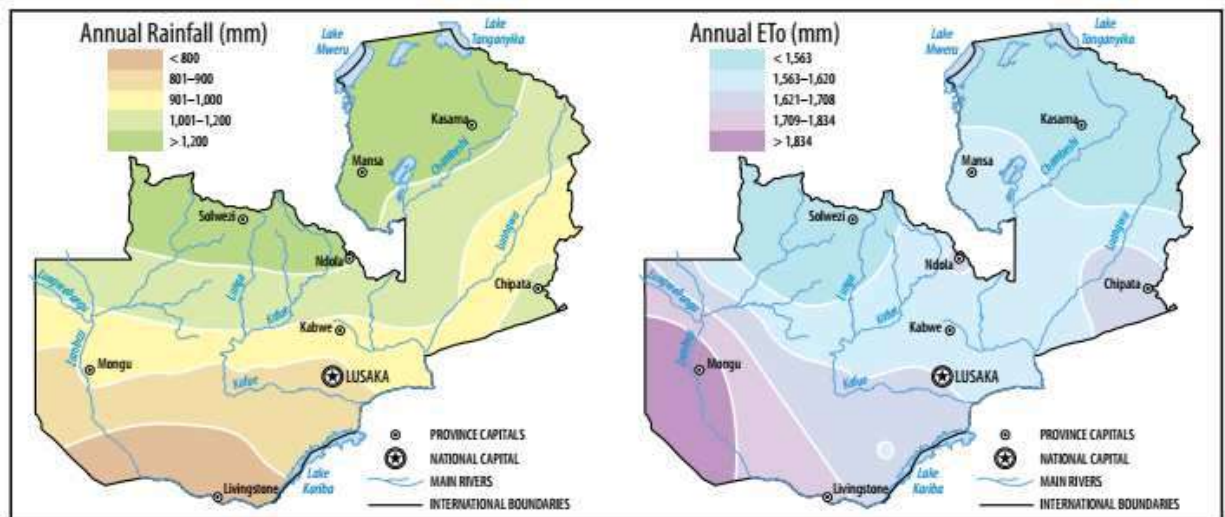 Annual Rainfall (mm)
< 800
801–900
901–1,000
1,001–1,200
> 1,200
Lake
Mweru
Lake
Tanganyika
Kasama
Mansa
Chambeshi
Solwezi
Ndola
Luangwa
Chipata
Lungwebungu
Lunga
Kafue
Kabwe
Zambezi
Mongu
LUSAKA
Kafue
PROVINCE CAPITALS
NATIONAL CAPITAL
MAIN RIVERS
INTERNATIONAL BOUNDARIES
Livingstone
Lake
Kariba
Annual ETo (mm)
< 1,563
1,563–1,620
1,621–1,708
1,709–1,834
> 1,834
Lake
Mweru
Lake
Tanganyika
Kasama
Mansa
Chambeshi
Solwezi
Ndola
Luangwa
Chipata
Lungwebungu
Lunga
Kafue
Kabwe
Zambezi
Mongu
LUSAKA
Kafue
PROVINCE CAPITALS
NATIONAL CAPITAL
MAIN RIVERS
INTERNATIONAL BOUNDARIES
Livingstone
Lake
Kariba